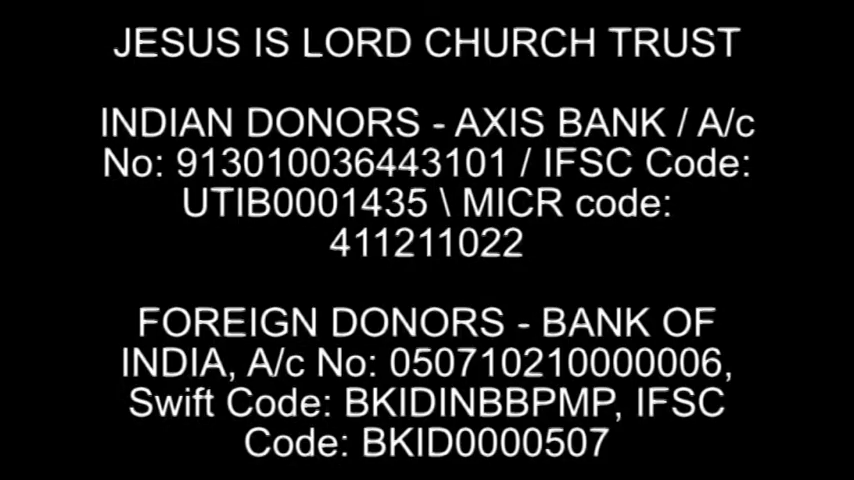 JESUS IS LORD CHURCH TRUST
INDIAN DONORS - AXIS BANK / A/c
No: 913010036443101 / IFSC Code:
UTIB0001435 \ MICR code:
411211022
FOREIGN DONORS - BANK OF
INDIA, A/c No: 050710210000006,
Swift Code: BKIDINBBPMP, IFSC
Code: BKID0000507